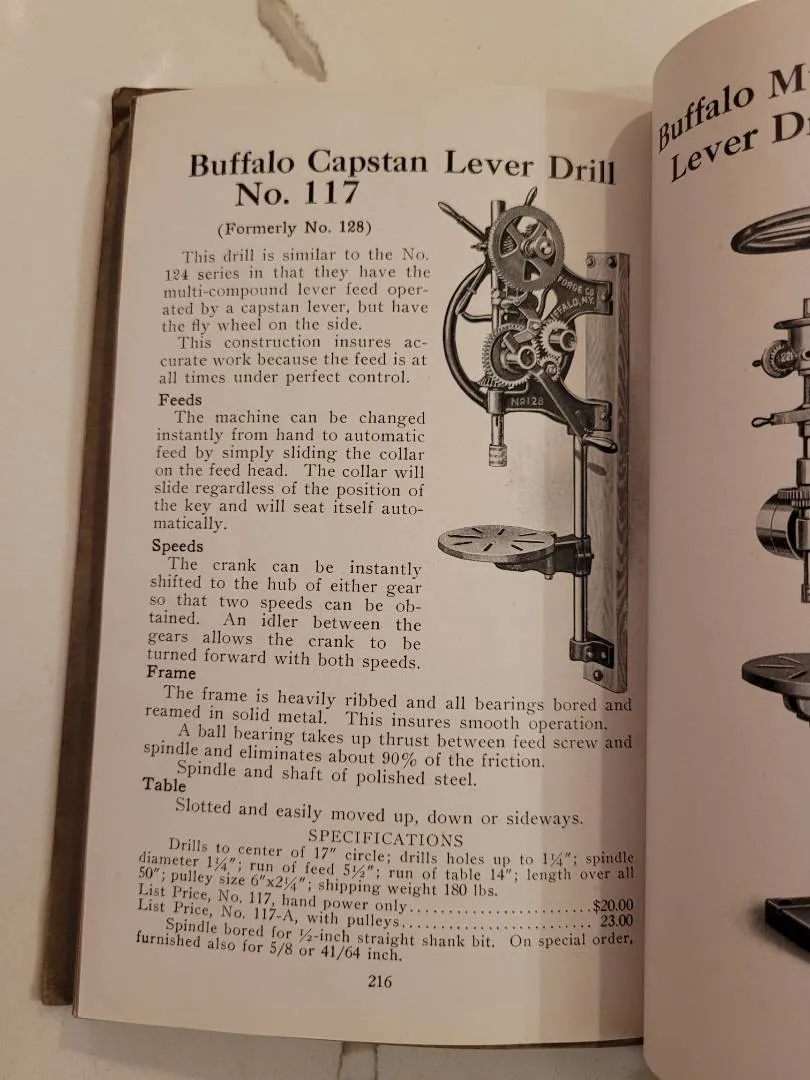 Buffalo Capstan Lever Drill
No. 117
(Formerly No. 128)
This drill is similar to the No.
124 series in that they have the
multi-compound lever feed oper-
ated by a capstan lever, but have
the fly wheel on the side.
This construction insures ac-
curate work because the feed is at
all times under perfect control.
Feeds
The machine can be changed
instantly from hand to automatic
feed by simply sliding the collar
on the feed head. The collar will
slide regardless of the position of
the key and will seat itself auto-
matically.
Speeds
The crank can be instantly
shifted to the hub of either gear
so that two speeds can be ob-
tained. An idler between the
gears allows the crank to be
turned forward with both speeds.
Frame
The frame is heavily ribbed and all bearings bored and
reamed in solid metal. This insures smooth operation.
A ball bearing takes up thrust between feed screw and
spindle and eliminates about 90% of the friction.
Spindle and shaft of polished steel.
Table
Slotted and easily moved up, down or sideways.
SPECIFICATIONS
Drills to center of 17" circle; drills holes up to 1¼"; spindle
diameter 1¼"; run of feed 5½"; run of table 14"; length over all
50"; pulley size 6"x2¼"; shipping weight 180 lbs.
List Price, No. 117, hand power only........................$20.00
List Price, No. 117-A, with pulleys........................ 23.00
Spindle bored for ½-inch straight shank bit. On special order,
furnished also for 5/8 or 41/64 inch.
216
FORGE CO
BUFFALO, N.Y.
No128
Buffalo
Lever